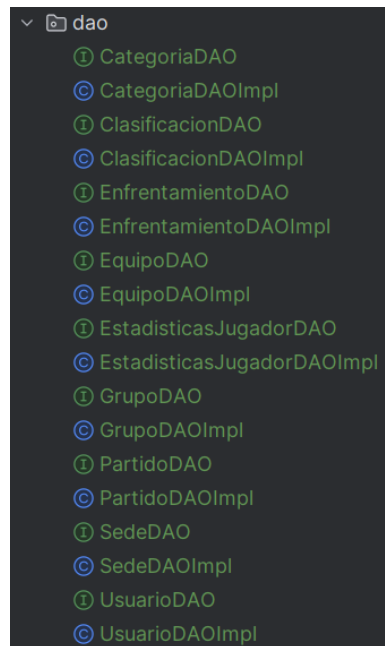 dao
CategoriaDAO
CategoriaDAOImpl
ClasificacionDAO
ClasificacionDAOImpl
EnfrentamientoDAO
EnfrentamientoDAOImpl
EquipoDAO
EquipoDAOImpl
EstadisticasJugadorDAO
EstadisticasJugadorDAOImpl
GrupoDAO
GrupoDAOImpl
PartidoDAO
PartidoDAOImpl
SedeDAO
SedeDAOImpl
UsuarioDAO
UsuarioDAOImpl